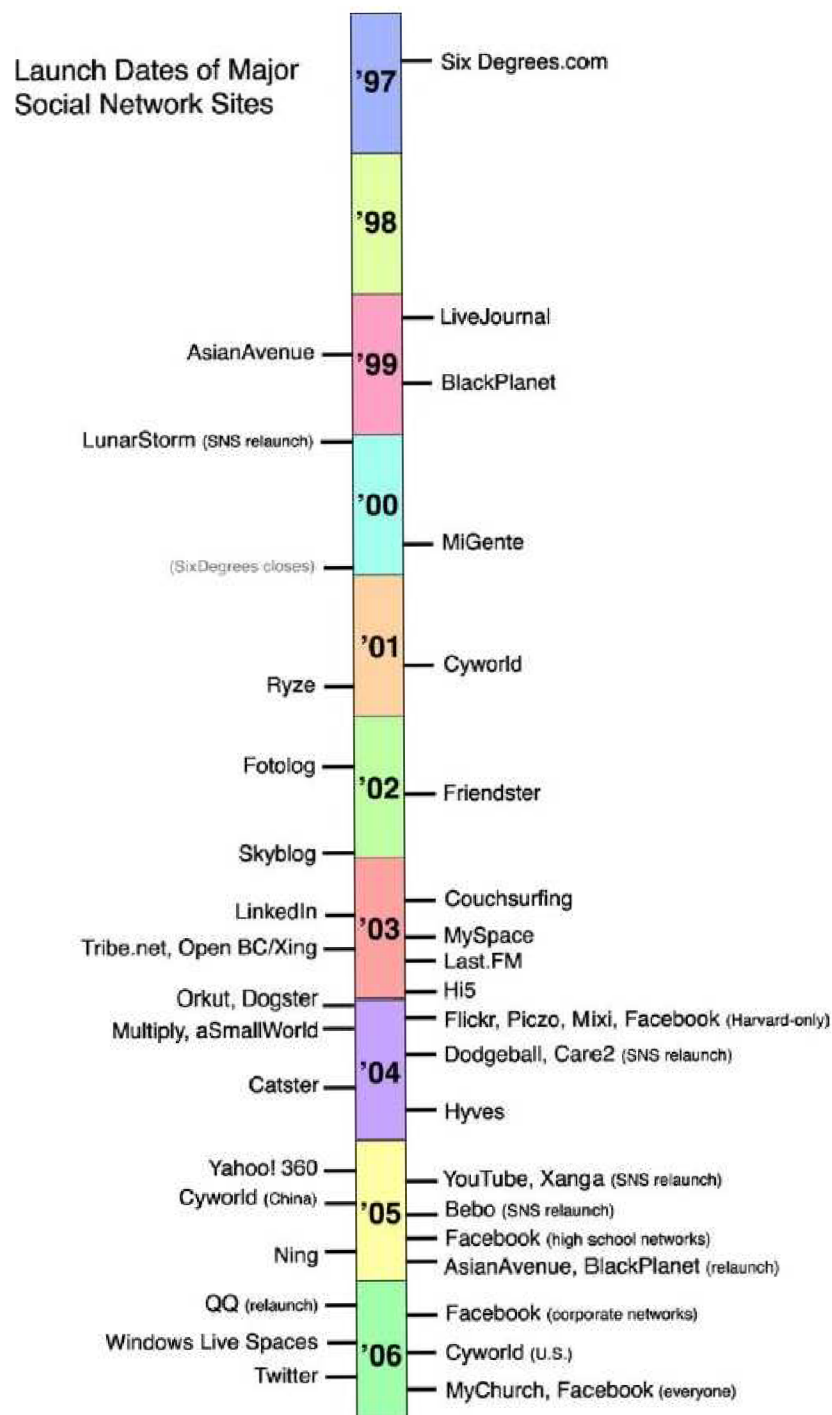 Launch Dates of Major
Social Network Sites
'97
Six Degrees.com
'98
LiveJournal
AsianAvenue
'99
BlackPlanet
LunarStorm (SNS relaunch)
'00
MiGente
(SixDegrees closes)
'01
Cyworld
Ryze
Fotolog
'02
Friendster
Skyblog
Couchsurfing
LinkedIn
'03
MySpace
Tribe.net, Open BC/Xing
Last.FM
Hi5
Orkut, Dogster
Flickr, Piczo, Mixi, Facebook (Harvard-only)
Multiply, aSmallWorld
Dodgeball, Care2 (SNS relaunch)
'04
Catster
Hyves
Yahoo! 360
YouTube, Xanga (SNS relaunch)
Cyworld (China)
'05
Bebo (SNS relaunch)
Facebook (high school networks)
Ning
AsianAvenue, BlackPlanet (relaunch)
QQ (relaunch)
Facebook (corporate networks)
Windows Live Spaces
'06
Cyworld (U.S.)
Twitter
MyChurch, Facebook (everyone)